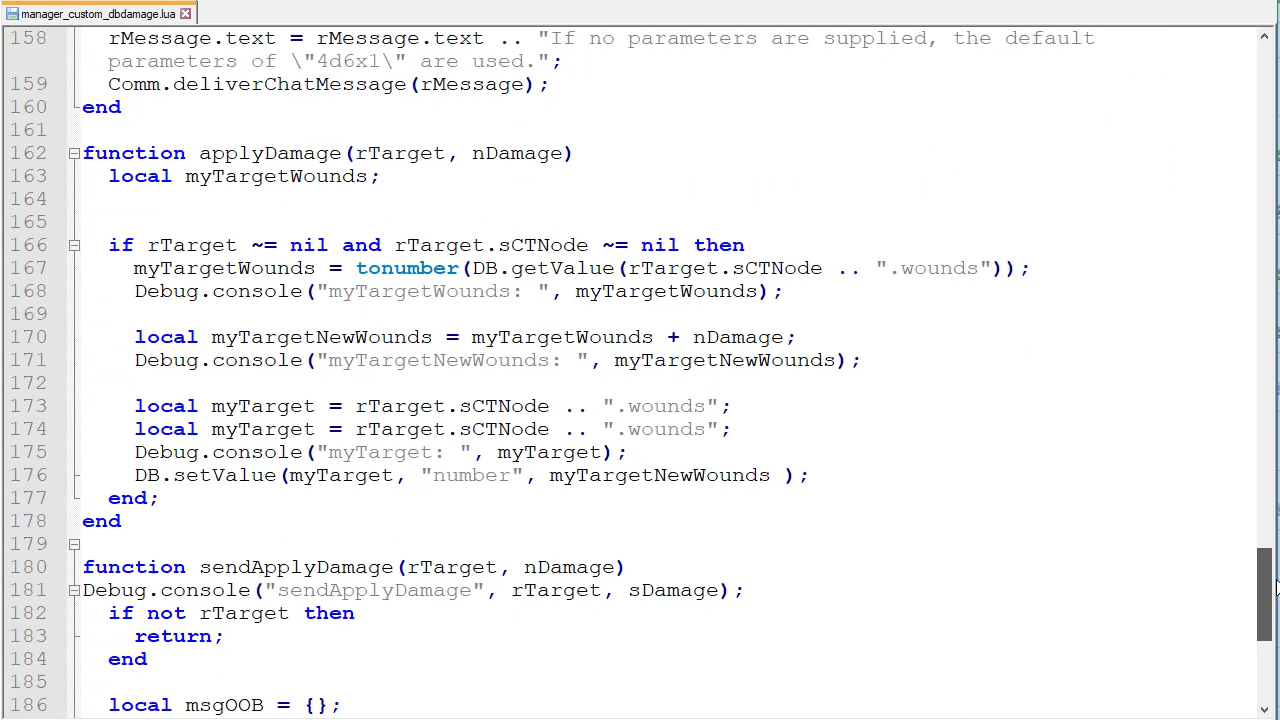 manager_custom_dbdamage.lua
158 rMessage.text = rMessage.text .. "If no parameters are supplied, the default
parameters of \"4d6x1\" are used.";
159 Comm.deliverChatMessage(rMessage);
160 end
161
162 function applyDamage(rTarget, nDamage)
163 local myTargetWounds;
164
165
166 if rTarget ~= nil and rTarget.sCTNode ~= nil then
167 myTargetWounds = tonumber(DB.getValue(rTarget.sCTNode .. ".wounds"));
168 Debug.console("myTargetWounds: ", myTargetWounds);
169
170 local myTargetNewWounds = myTargetWounds + nDamage;
171 Debug.console("myTargetNewWounds: ", myTargetNewWounds);
172
173 local myTarget = rTarget.sCTNode .. ".wounds";
174 local myTarget = rTarget.sCTNode .. ".wounds";
175 Debug.console("myTarget: ", myTarget);
176 DB.setValue(myTarget, "number", myTargetNewWounds );
177 end;
178 end
179
180 function sendApplyDamage(rTarget, nDamage)
181 Debug.console("sendApplyDamage", rTarget, sDamage);
182 if not rTarget then
183 return;
184 end
185
186 local msgOOB = {};